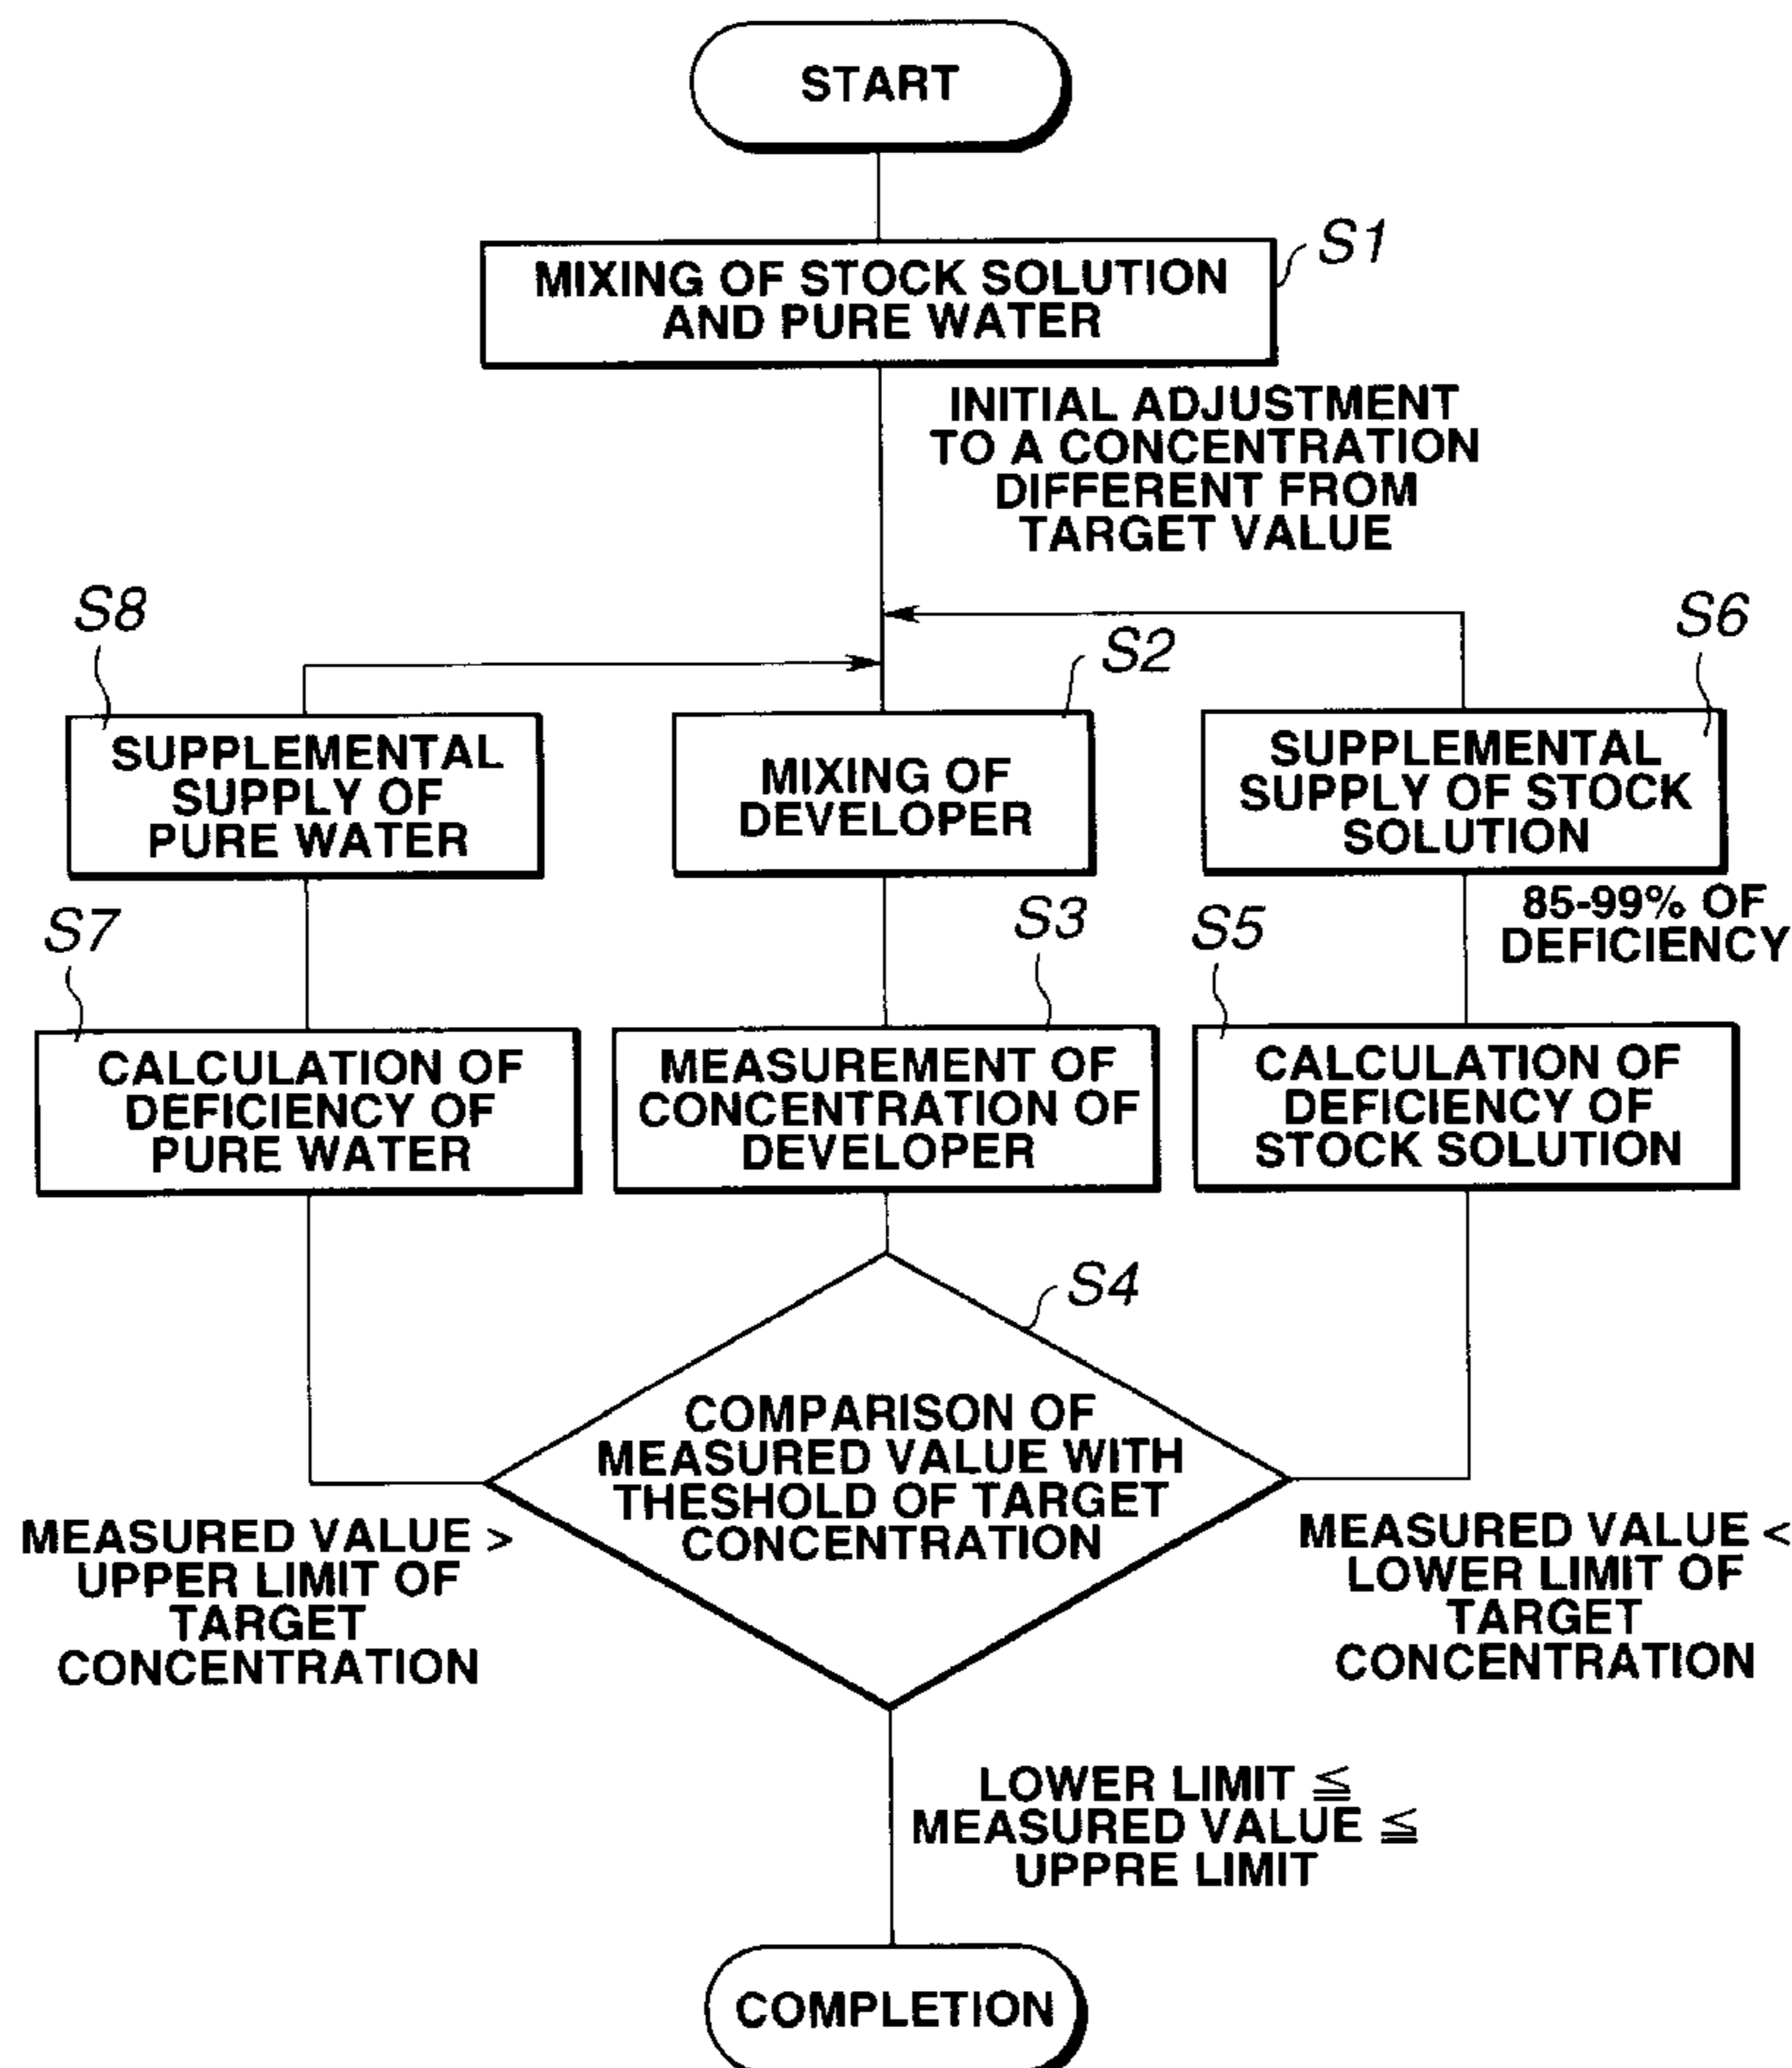 START
S1
MIXING OF STOCK SOLUTION
AND PURE WATER
INITIAL ADJUSTMENT
TO A CONCENTRATION
DIFFERENT FROM
TARGET VALUE
S8
SUPPLEMENTAL
SUPPLY OF
PURE WATER
S2
MIXING OF
DEVELOPER
S6
SUPPLEMENTAL
SUPPLY OF STOCK
SOLUTION
85-99% OF
DEFICIENCY
S7
CALCULATION OF
DEFICIENCY OF
PURE WATER
S3
MEASUREMENT OF
CONCENTRATION OF
DEVELOPER
S5
CALCULATION OF
DEFICIENCY OF
STOCK SOLUTION
S4
COMPARISON OF
MEASURED VALUE WITH
THESHOLD OF TARGET
CONCENTRATION
MEASURED VALUE >
UPPER LIMIT OF
TARGET
CONCENTRATION
MEASURED VALUE <
LOWER LIMIT OF
TARGET
CONCENTRATION
LOWER LIMIT ≦
MEASURED VALUE ≦
UPPRE LIMIT
COMPLETION